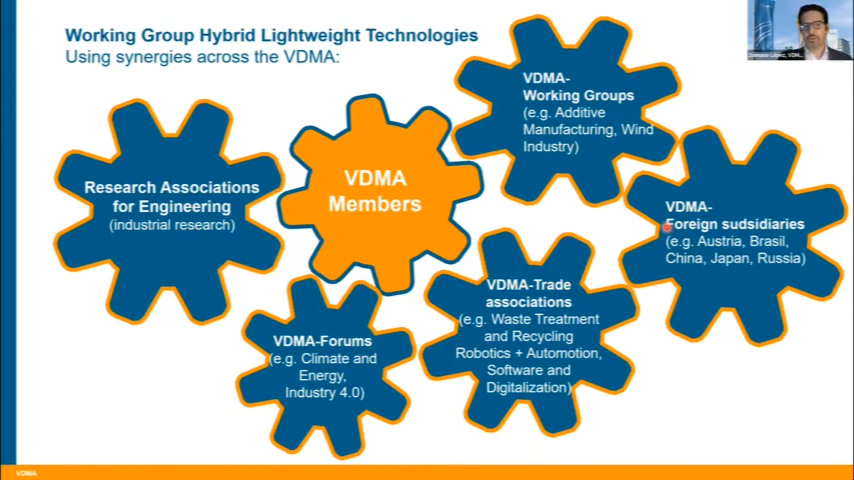 Working Group Hybrid Lightweight Technologies
Using synergies across the VDMA:
VDMA-
Working Groups
(e.g. Additive
Manufacturing, Wind
Industry)
Research Associations
for Engineering
(industrial research)
VDMA
Members
VDMA-
Foreign sudsidiaries
(e.g. Austria, Brasil,
China, Japan, Russia)
VDMA-Trade
associations
(e.g. Waste Treatment
and Recycling
Robotics + Automotion,
Software and
Digitalization)
VDMA-Forums
(e.g. Climate and
Energy,
Industry 4.0)
VDMA